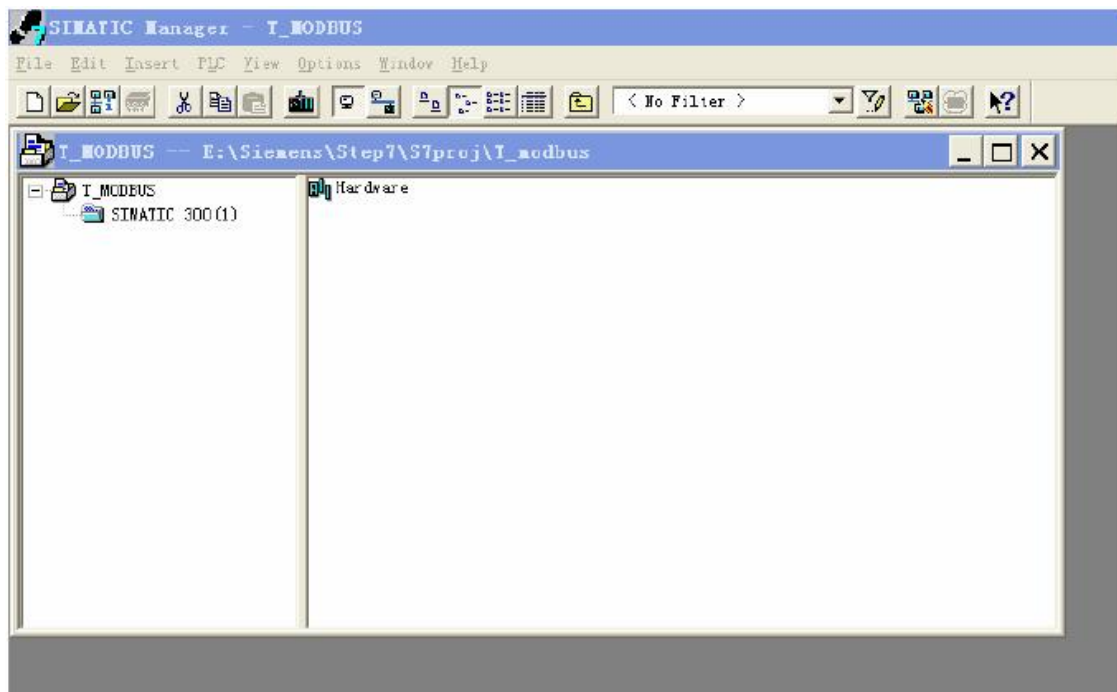 SIMATIC Manager - T_MODBUS
File Edit Insert PLC View Options Window Help
< No Filter >
T_MODBUS -- E:\Siemens\Step7\S7proj\T_modbus
T_MODBUS
SIMATIC 300(1)
Hardware